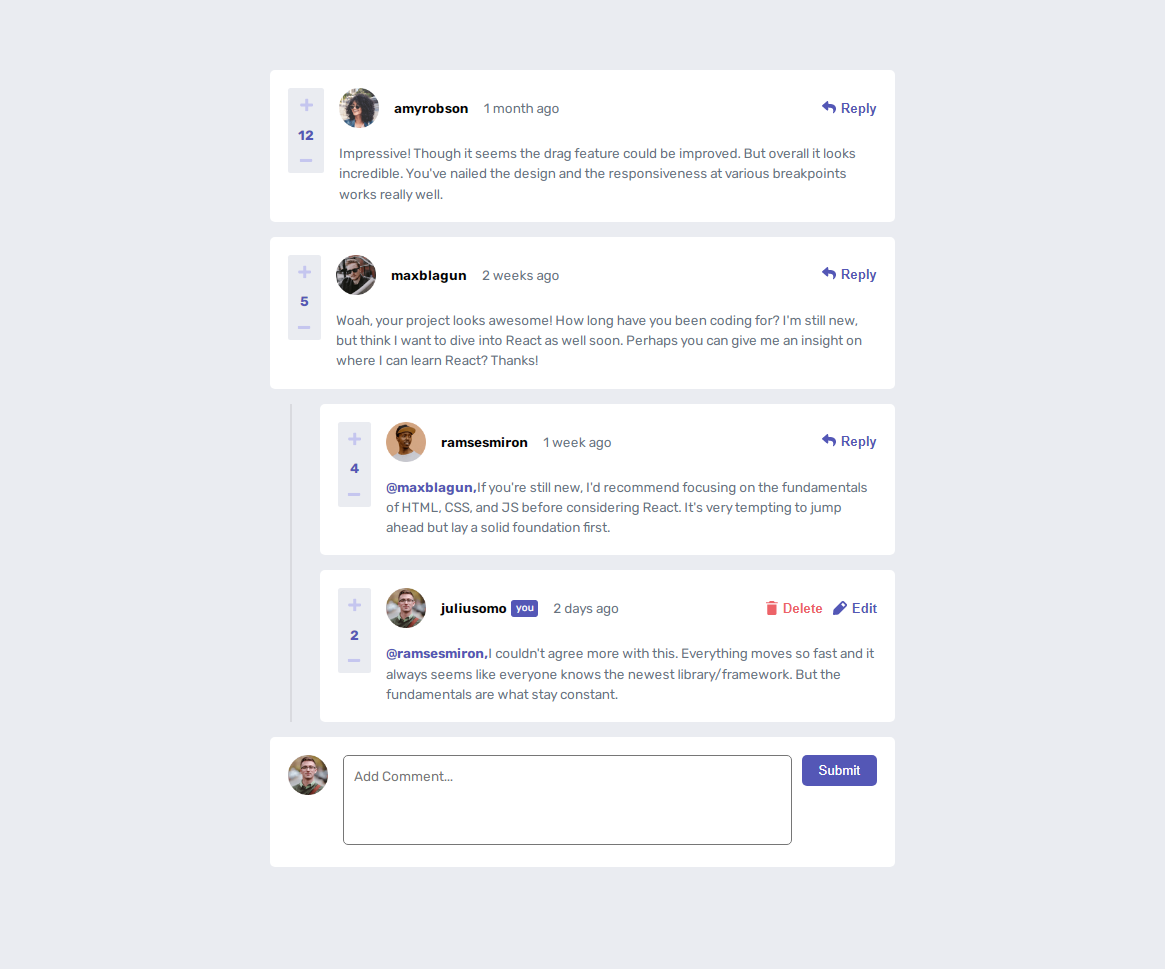 amyrobson 1 month ago Reply
12
Impressive! Though it seems the drag feature could be improved. But overall it looks
incredible. You've nailed the design and the responsiveness at various breakpoints
works really well.
maxblagun 2 weeks ago Reply
5
Woah, your project looks awesome! How long have you been coding for? I'm still new,
but think I want to dive into React as well soon. Perhaps you can give me an insight on
where I can learn React? Thanks!
ramsesmiron 1 week ago Reply
4
@maxblagun,If you're still new, I'd recommend focusing on the fundamentals
of HTML, CSS, and JS before considering React. It's very tempting to jump
ahead but lay a solid foundation first.
juliusomo you 2 days ago Delete Edit
2
@ramsesmiron,I couldn't agree more with this. Everything moves so fast and it
always seems like everyone knows the newest library/framework. But the
fundamentals are what stay constant.
Add Comment... Submit